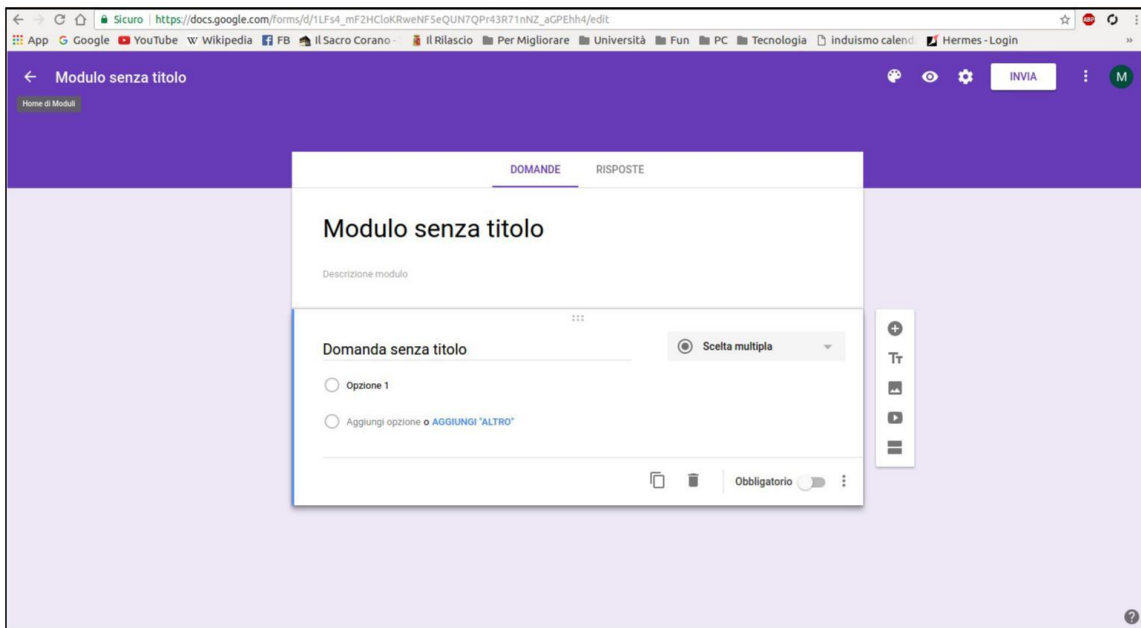 Sicuro | https://docs.google.com/forms/d/1LFs4_mF2HCloKRweNF5eQUN7QPr43R71nNZ_aGPEhh4/edit
App G Google YouTube W Wikipedia FB Il Sacro Corano - Il Rilascio Per Migliorare Università Fun PC Tecnologia induismo calend Hermes - Login »
Modulo senza titolo INVIA M
Home di Moduli
DOMANDE RISPOSTE
Modulo senza titolo
Descrizione modulo
Domanda senza titolo Scelta multipla
Opzione 1
Aggiungi opzione o AGGIUNGI "ALTRO"
Obbligatorio